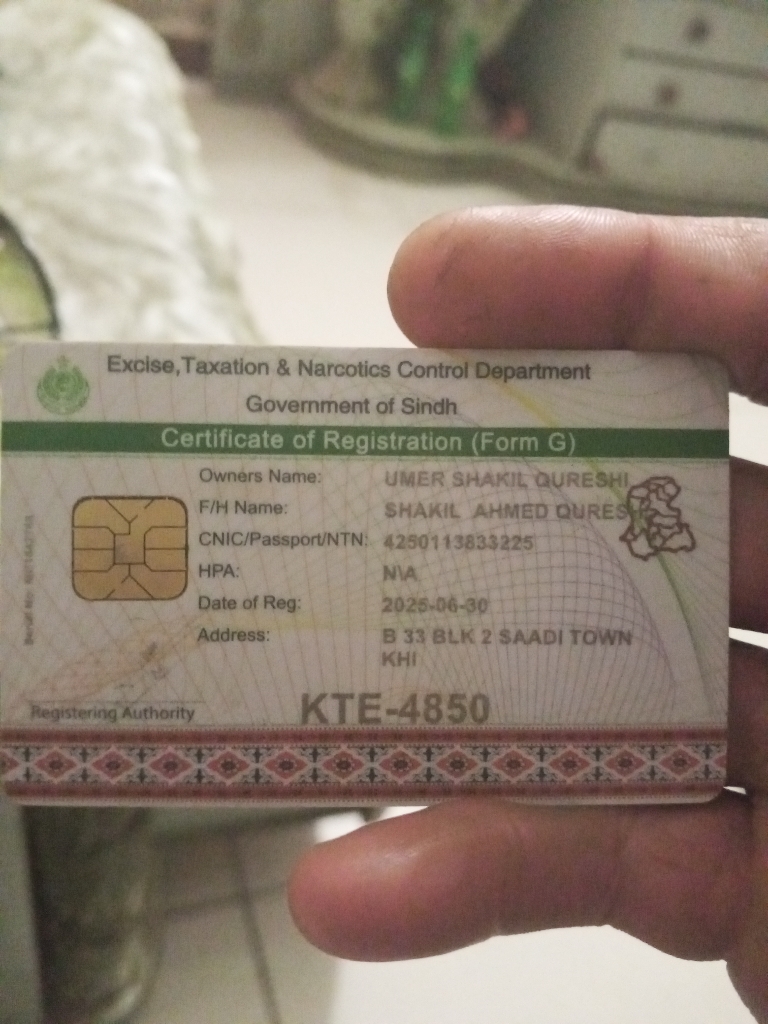 Excise,Taxation & Narcotics Control Department
Government of Sindh
Certificate of Registration (Form G)
Owners Name: UMER SHAKIL QURESHI
F/H Name: SHAKIL AHMED QURESHI
CNIC/Passport/NTN: 4250113833225
HPA: N\A
Date of Reg: 2025-06-30
Address: B 33 BLK 2 SAADI TOWN
KHI
Registering Authority
KTE-4850